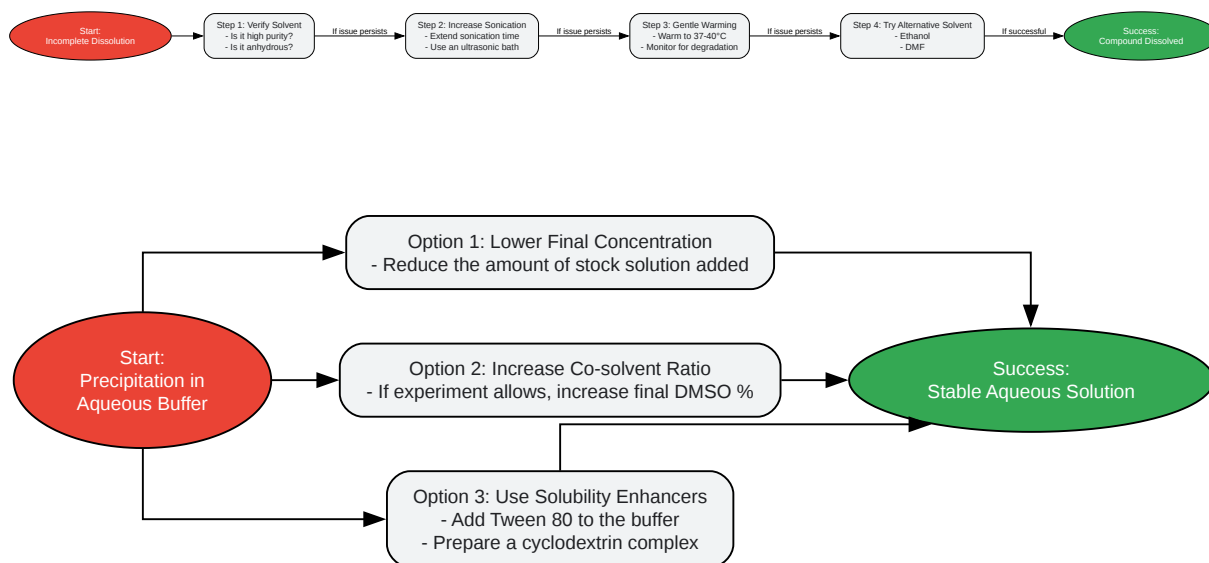 Start:
Incomplete Dissolution
Step 1: Verify Solvent
- Is it high purity?
- Is it anhydrous?
If issue persists
Step 2: Increase Sonication
- Extend sonication time
- Use an ultrasonic bath
If issue persists
Step 3: Gentle Warming
- Warm to 37-40°C
- Monitor for degradation
If issue persists
Step 4: Try Alternative Solvent
- Ethanol
- DMF
If successful
Success:
Compound Dissolved
Start:
Precipitation in
Aqueous Buffer
Option 1: Lower Final Concentration
- Reduce the amount of stock solution added
Option 2: Increase Co-solvent Ratio
- If experiment allows, increase final DMSO %
Option 3: Use Solubility Enhancers
- Add Tween 80 to the buffer
- Prepare a cyclodextrin complex
Success:
Stable Aqueous Solution